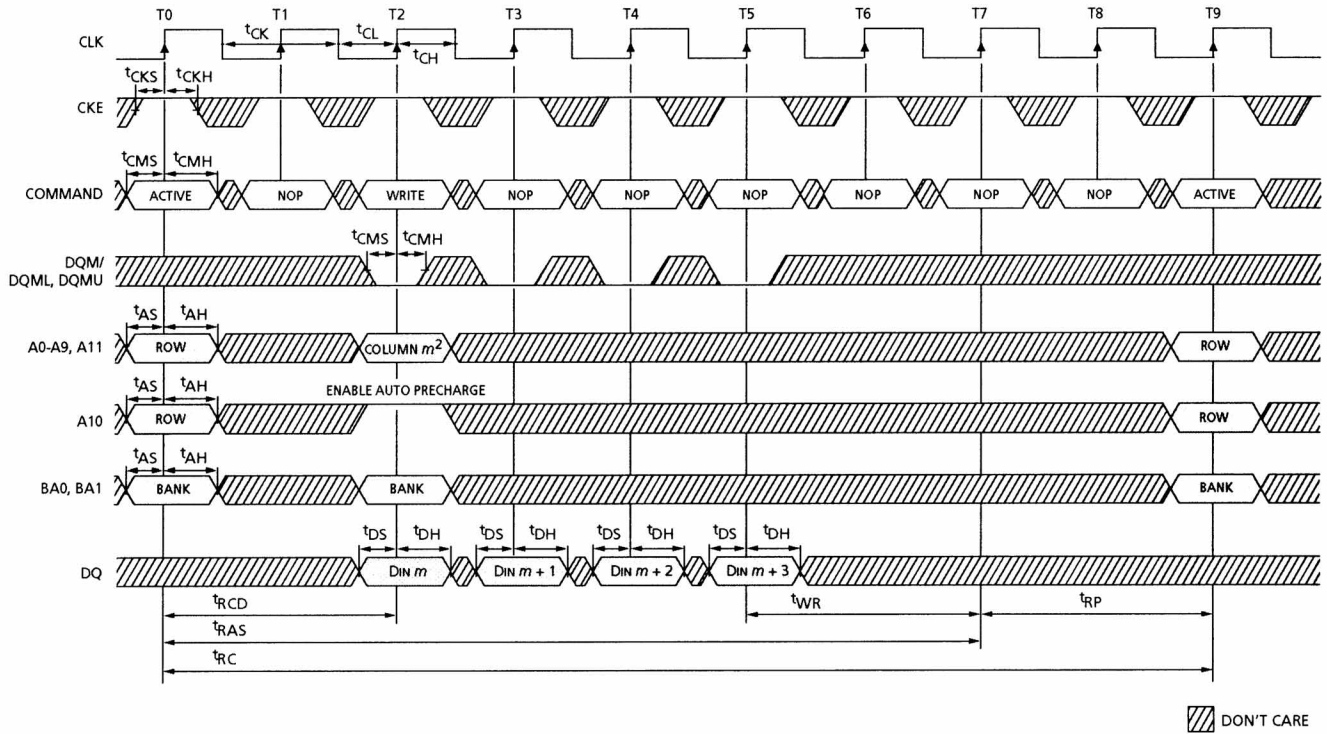 T0 T1 T2 T3 T4 T5 T6 T7 T8 T9
CLK tCK tCL tCH
tCKS tCKH
CKE
tCMS tCMH
COMMAND ACTIVE NOP WRITE NOP NOP NOP NOP NOP NOP ACTIVE
tCMS tCMH
DQM/
DQML, DQMU
tAS tAH
A0-A9, A11 ROW COLUMN m2 ROW
tAS tAH ENABLE AUTO PRECHARGE
A10 ROW ROW
tAS tAH
BA0, BA1 BANK BANK BANK
tDS tDH tDS tDH tDS tDH tDS tDH
DQ DIN m DIN m + 1 DIN m + 2 DIN m + 3
tRCD tWR tRP
tRAS
tRC
DON'T CARE